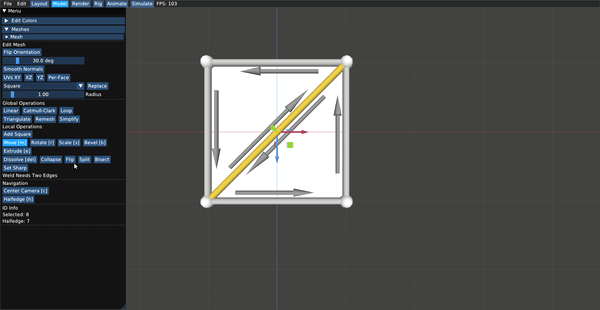 File Edit Layout Model Render Rig Animate Simulate FPS: 103
Menu
Edit Colors
Meshes
Mesh
Edit Mesh
Flip Orientation
30.0 deg
Smooth Normals
UVs XY XZ YZ Per-Face
Square Replace
1.00 Radius
Global Operations
Linear Catmull-Clark Loop
Triangulate Remesh Simplify
Local Operations
Add Square
Move [m] Rotate [r] Scale [s] Bevel [b]
Extrude [e]
Dissolve [del] Collapse Flip Split Bisect
Set Sharp
Weld Needs Two Edges
Navigation
Center Camera [c]
Halfedge [h]
ID Info
Selected: 8
Halfedge: 7